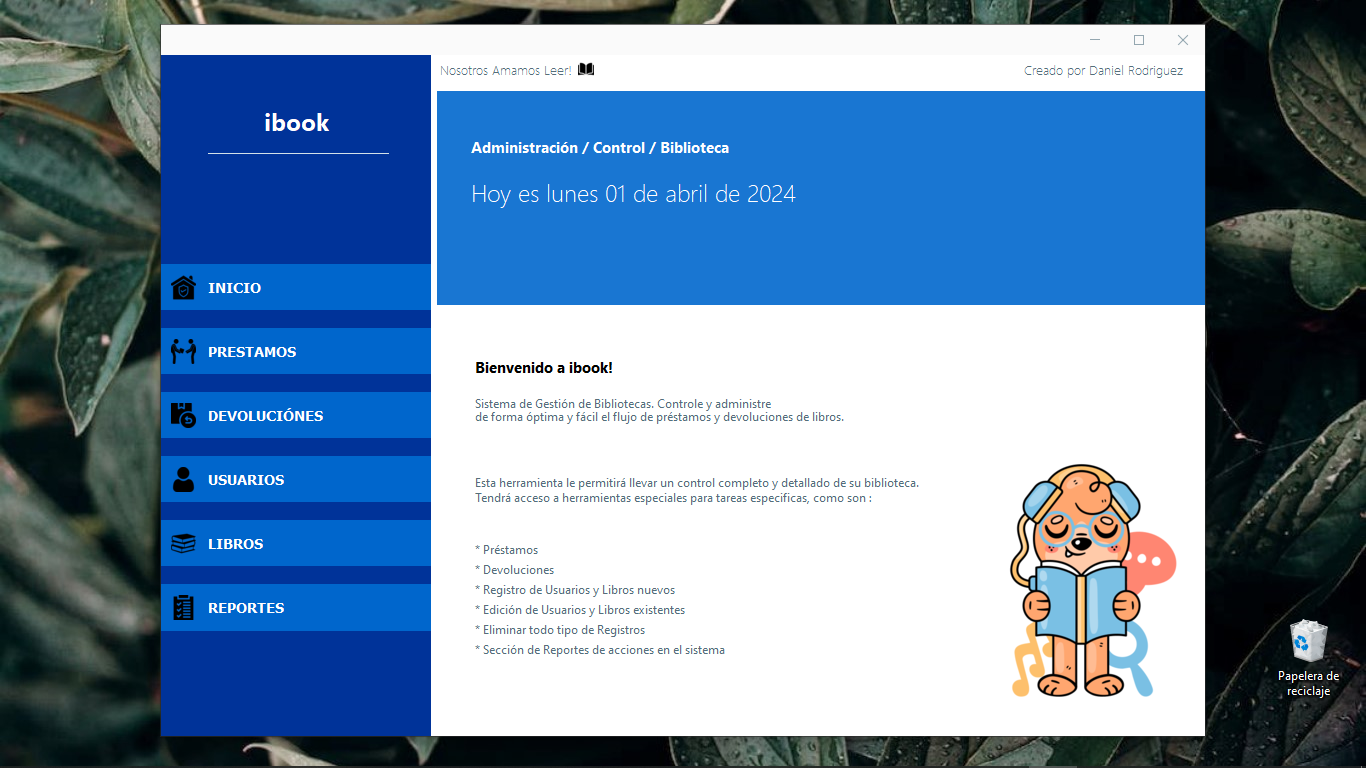 Nosotros Amamos Leer!
Creado por Daniel Rodriguez
ibook
Administración / Control / Biblioteca
Hoy es lunes 01 de abril de 2024
INICIO
PRESTAMOS
DEVOLUCIÓNES
USUARIOS
LIBROS
REPORTES
Bienvenido a ibook!
Sistema de Gestión de Bibliotecas. Controle y administre
de forma óptima y fácil el flujo de préstamos y devoluciones de libros.
Esta herramienta le permitirá llevar un control completo y detallado de su biblioteca.
Tendrá acceso a herramientas especiales para tareas especificas, como son :
* Préstamos
* Devoluciones
* Registro de Usuarios y Libros nuevos
* Edición de Usuarios y Libros existentes
* Eliminar todo tipo de Registros
* Sección de Reportes de acciones en el sistema
Papelera de
reciclaje